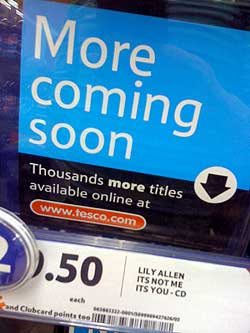 More
coming
soon
Thousands more titles
available online at
www.tesco.com
2
.50
each
LILY ALLEN
ITS NOT ME
ITS YOU - CD
and Clubcard points too